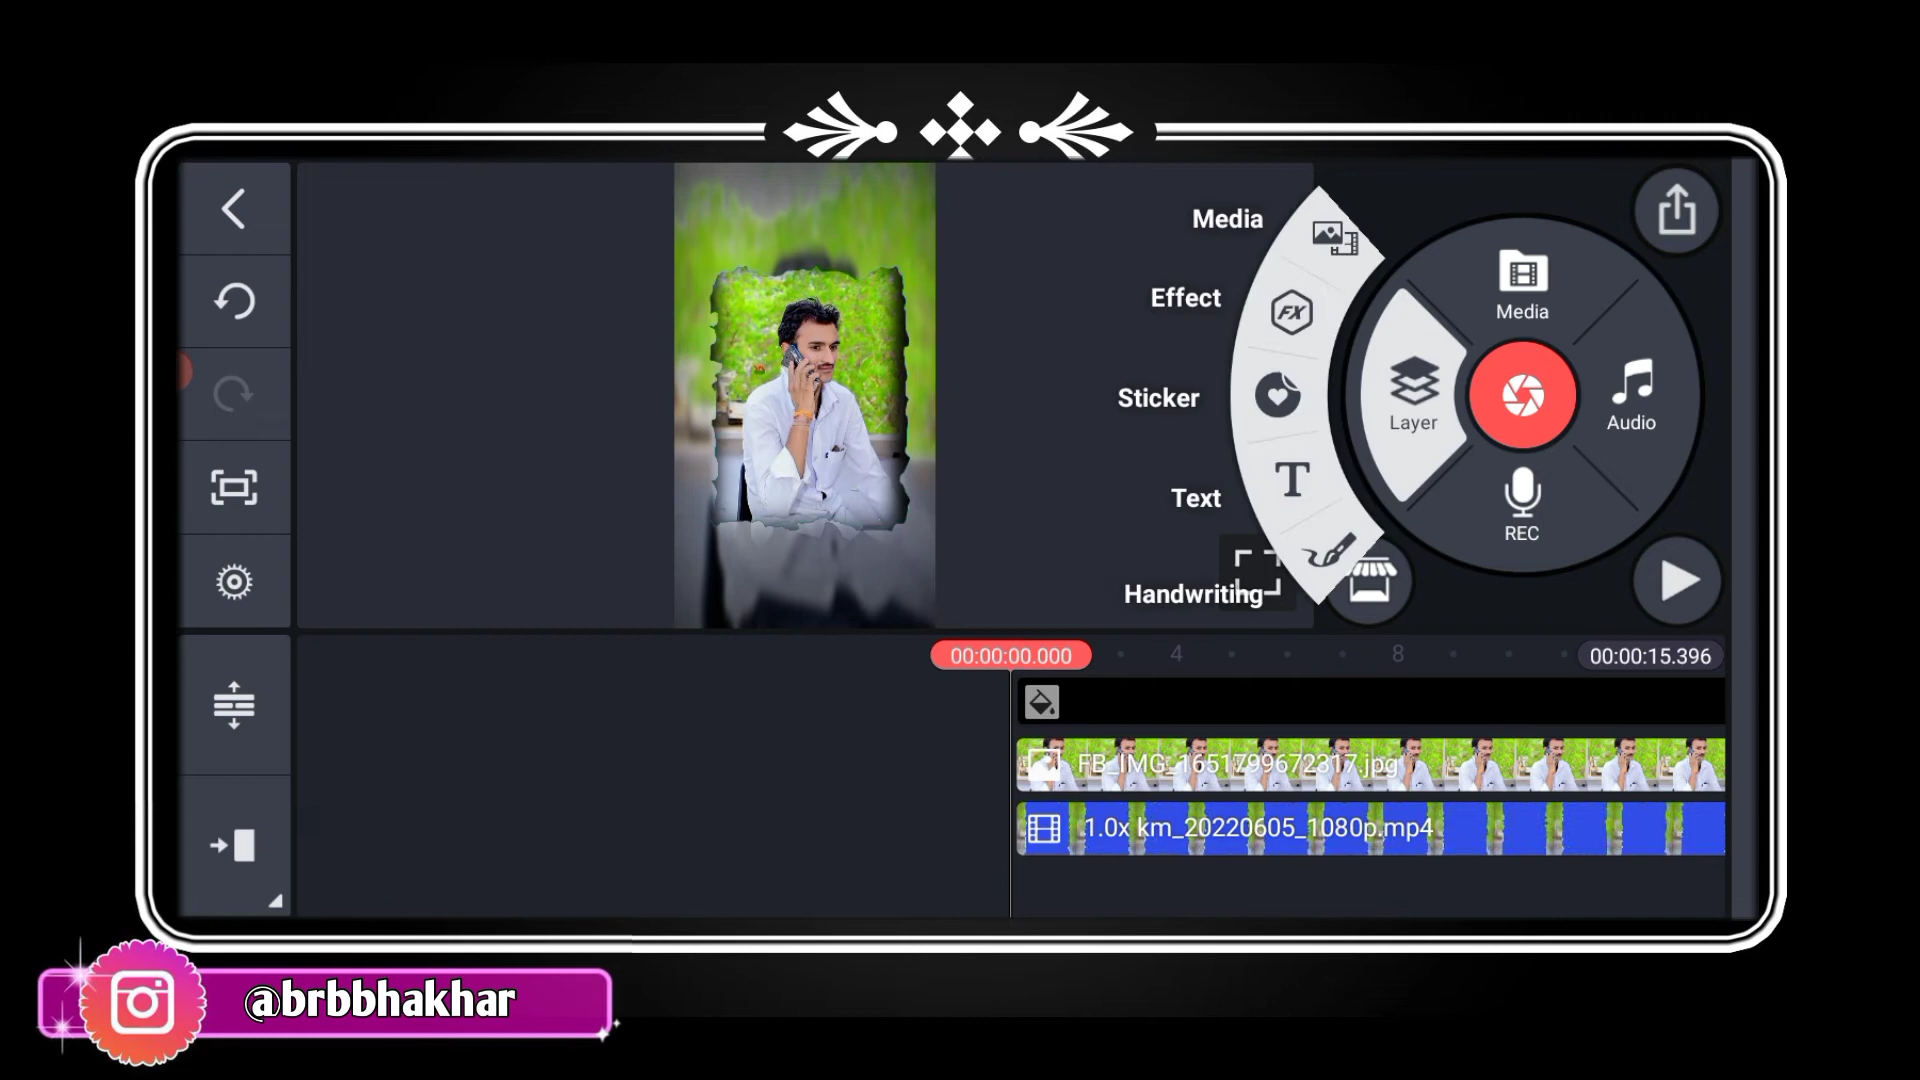 Media
Effect
Sticker
Text
Handwriting
Media
Layer
Audio
REC
FX
T
00:00:00.000
4
8
00:00:15.396
FB_IMG_1651799672317.jpg
1.0x km_20220605_1080p.mp4
@brbbhakhar